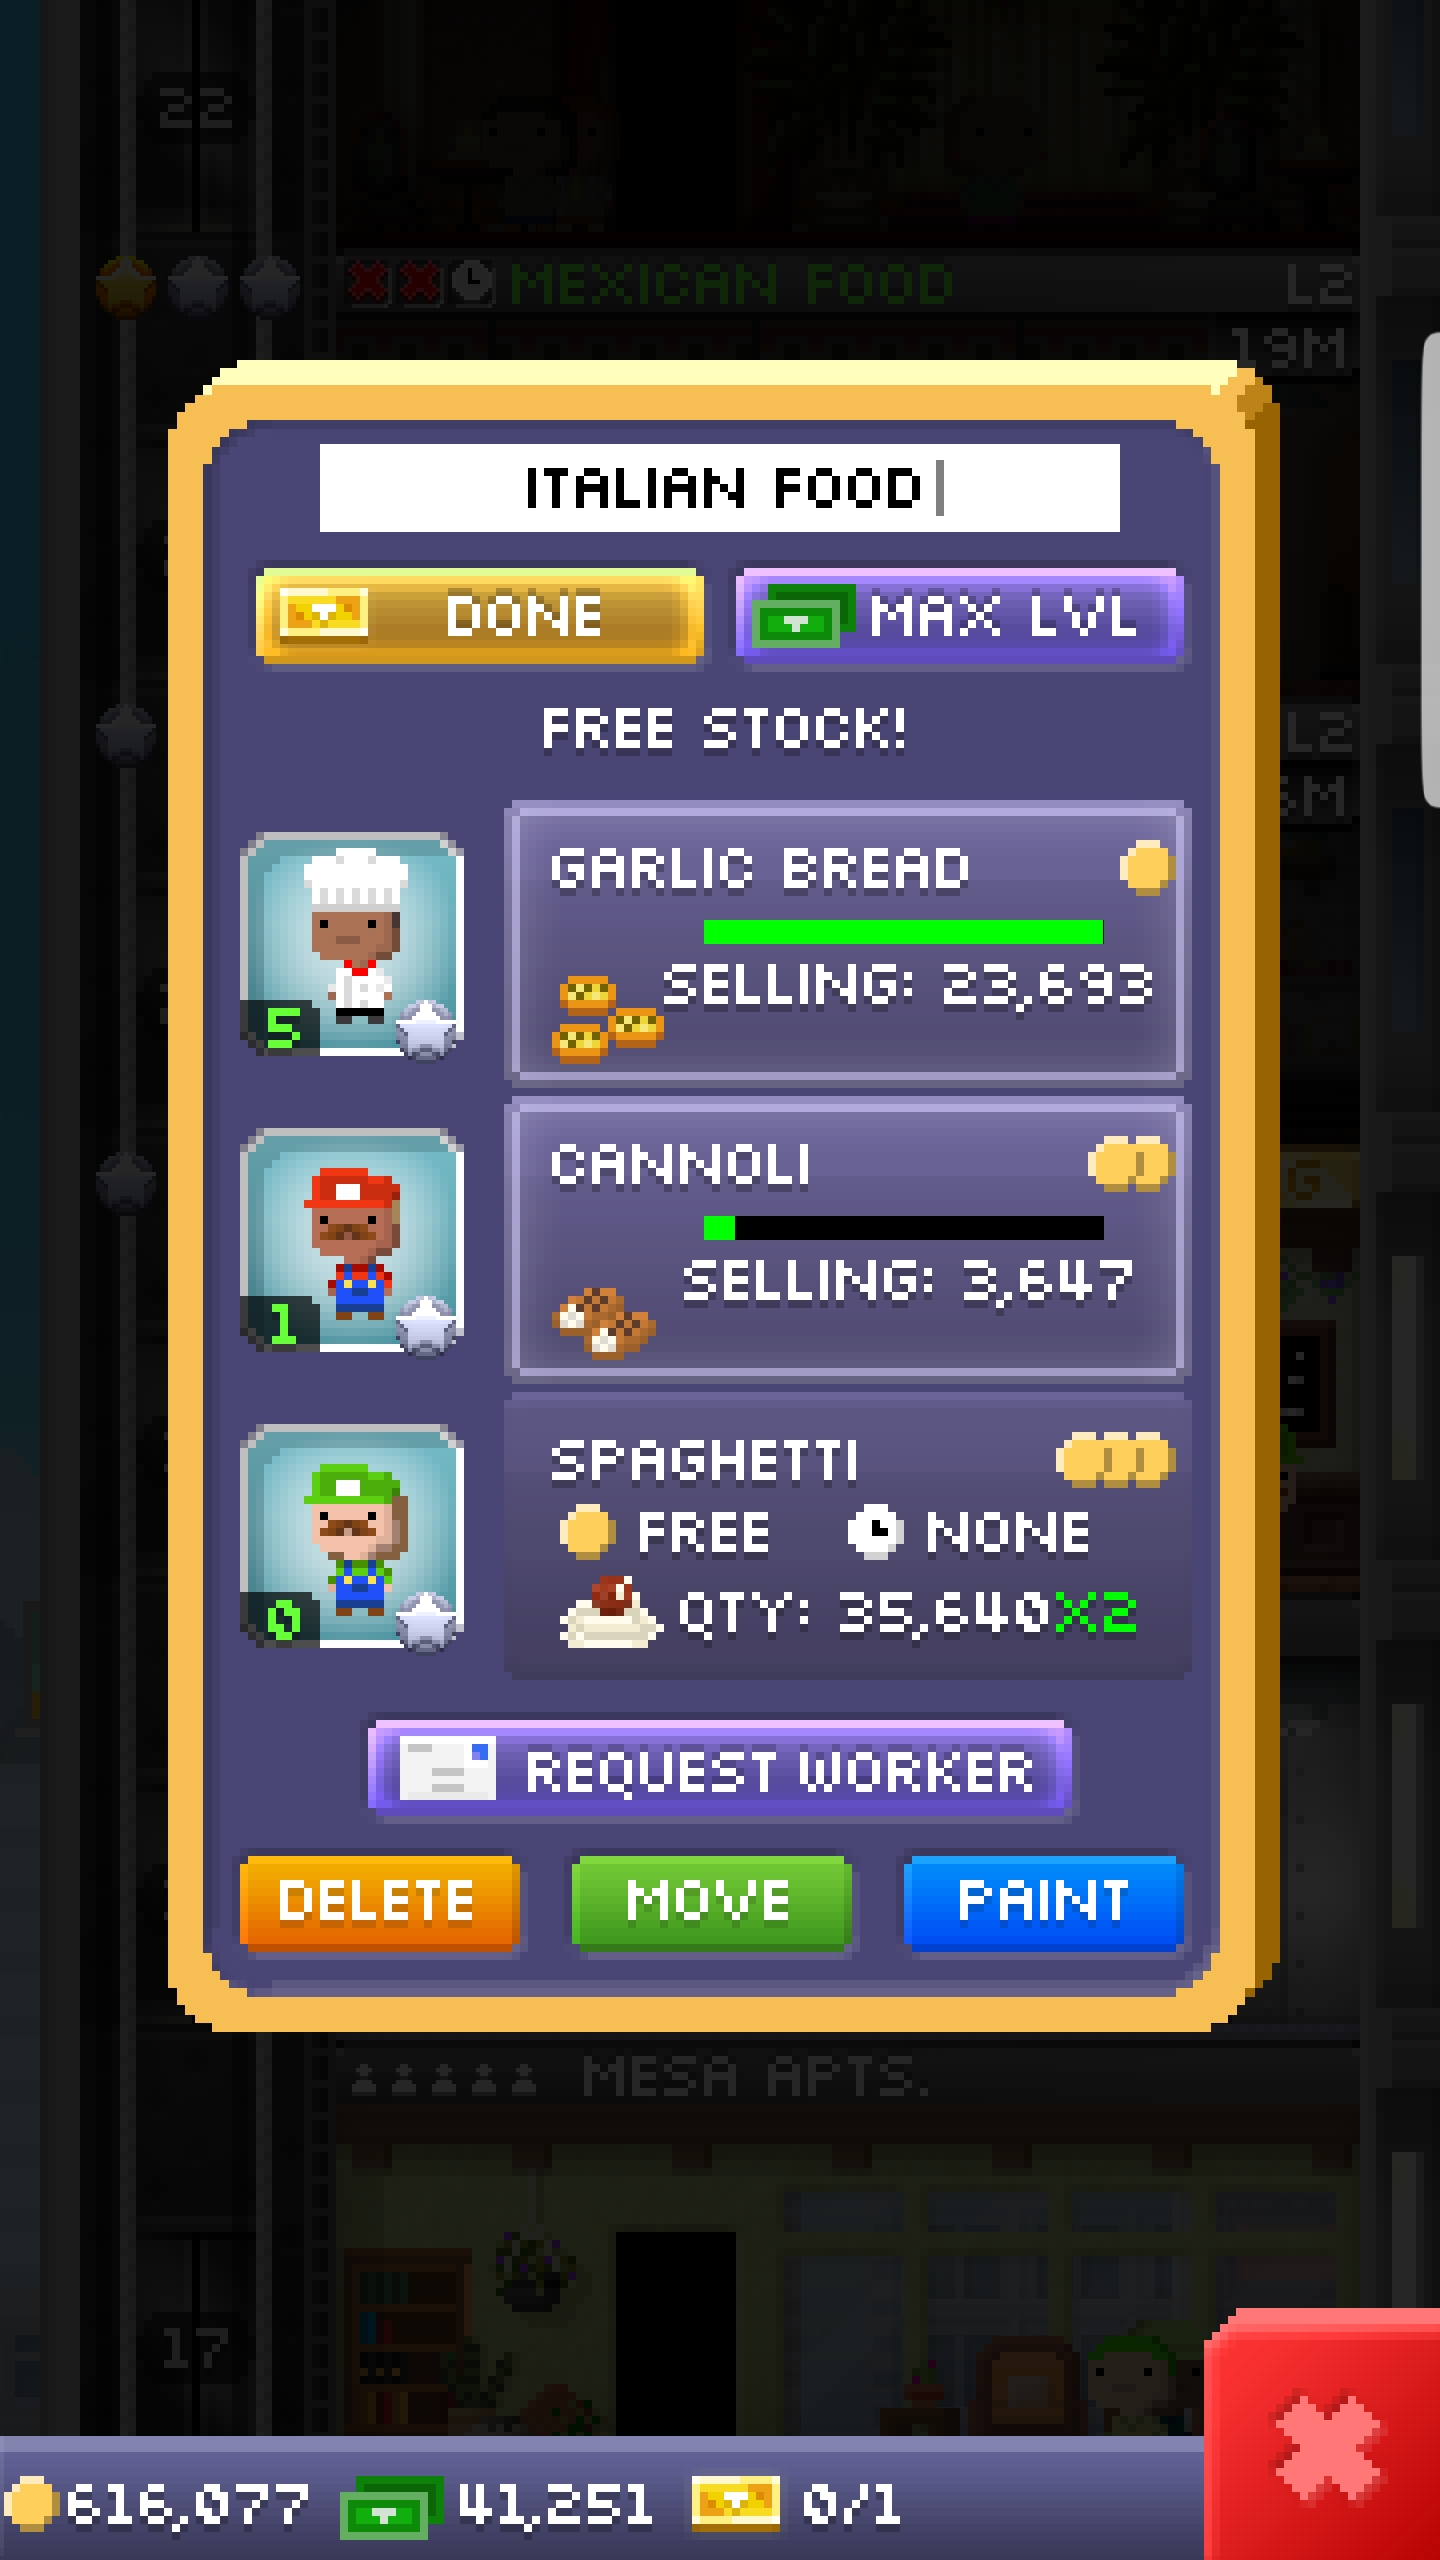 22
MEXICAN FOOD L2
19M
ITALIAN FOOD
DONE MAX LVL
FREE STOCK!
L2
GARLIC BREAD
SELLING: 23,693
5
CANNOLI
SELLING: 3,647
1
SPAGHETTI
FREE NONE
QTY: 35,640X2
0
REQUEST WORKER
DELETE MOVE PAINT
MESA APTS.
17
616,077 41,251 0/1